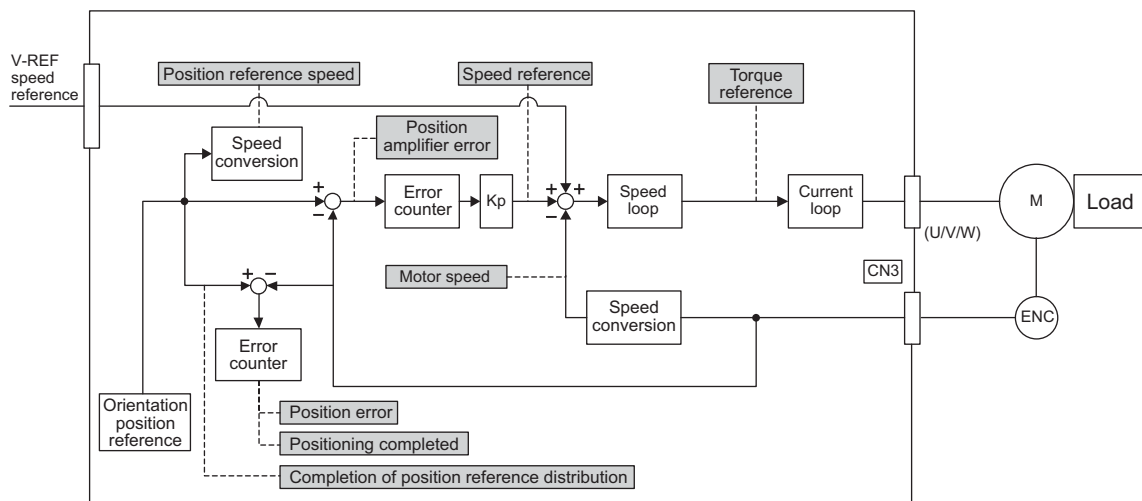 V-REF
speed
reference
Position reference speed
Speed reference
Torque
reference
Position
amplifier error
Speed
conversion
+
−
Error
counter
Kp
+
+
−
Speed
loop
Current
loop
M
Load
(U/V/W)
CN3
Motor speed
+
−
Speed
conversion
ENC
Error
counter
Orientation
position
reference
Position error
Positioning completed
Completion of position reference distribution